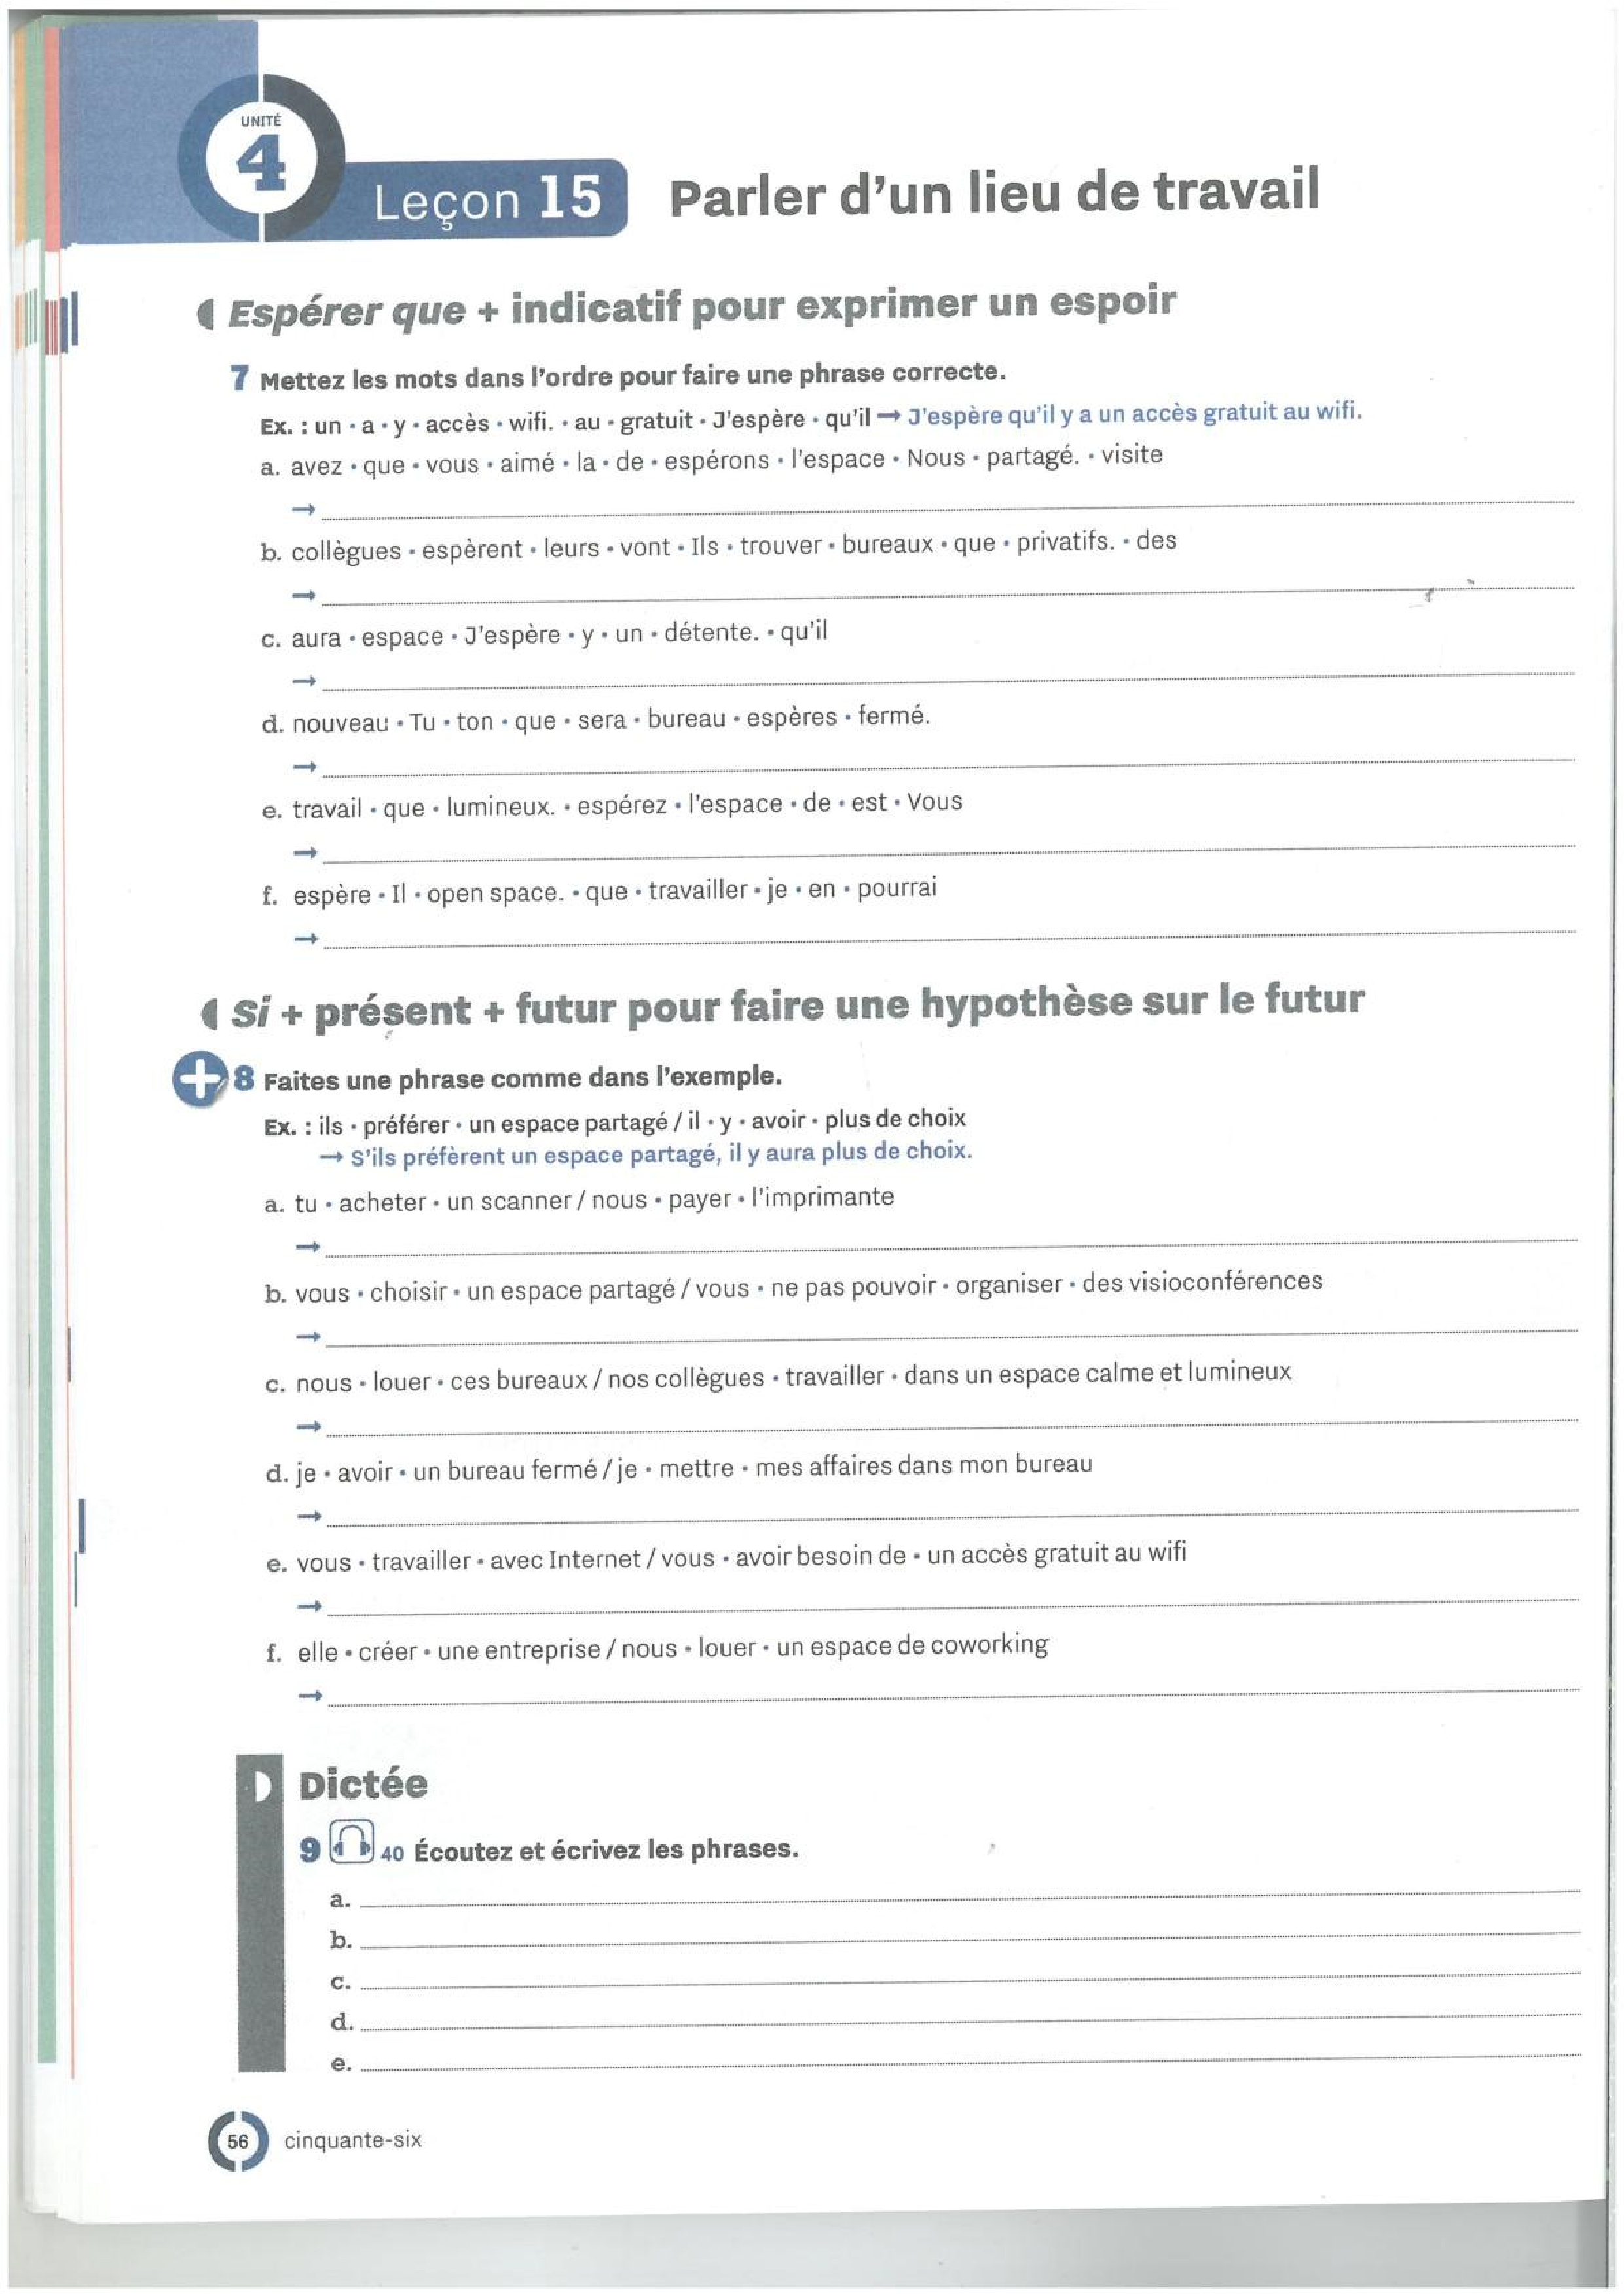 UNITÉ
4
Leçon 15 Parler d'un lieu de travail
Espérer que + indicatif pour exprimer un espoir
7 Mettez les mots dans l'ordre pour faire une phrase correcte.
Ex. : un • a • y • accès • wifi. • au • gratuit • J'espère • qu'il → J'espère qu'il y a un accès gratuit au wifi.
a. avez • que • vous • aimé • la • de • espérons • l'espace • Nous • partagé. • visite
→
b. collègues • espèrent • leurs • vont • Ils • trouver • bureaux • que • privatifs. • des
→
c. aura • espace • J'espère • y • un • détente. • qu'il
→
d. nouveau • Tu • ton • que • sera • bureau • espères • fermé.
→
e. travail • que • lumineux. • espérez • l'espace • de • est • Vous
→
f. espère • Il • open space. • que • travailler • je • en • pourrai
→
Si + présent + futur pour faire une hypothèse sur le futur
+ 8 Faites une phrase comme dans l'exemple.
Ex. : ils • préférer • un espace partagé / il • y • avoir • plus de choix
→ S'ils préfèrent un espace partagé, il y aura plus de choix.
a. tu • acheter • un scanner / nous • payer • l'imprimante
→
b. vous • choisir • un espace partagé / vous • ne pas pouvoir • organiser • des visioconférences
→
c. nous • louer • ces bureaux / nos collègues • travailler • dans un espace calme et lumineux
→
d. je • avoir • un bureau fermé / je • mettre • mes affaires dans mon bureau
→
e. vous • travailler • avec Internet / vous • avoir besoin de • un accès gratuit au wifi
→
f. elle • créer • une entreprise / nous • louer • un espace de coworking
→
Dictée
9 40 Écoutez et écrivez les phrases.
a.
b.
c.
d.
e.
56 cinquante-six